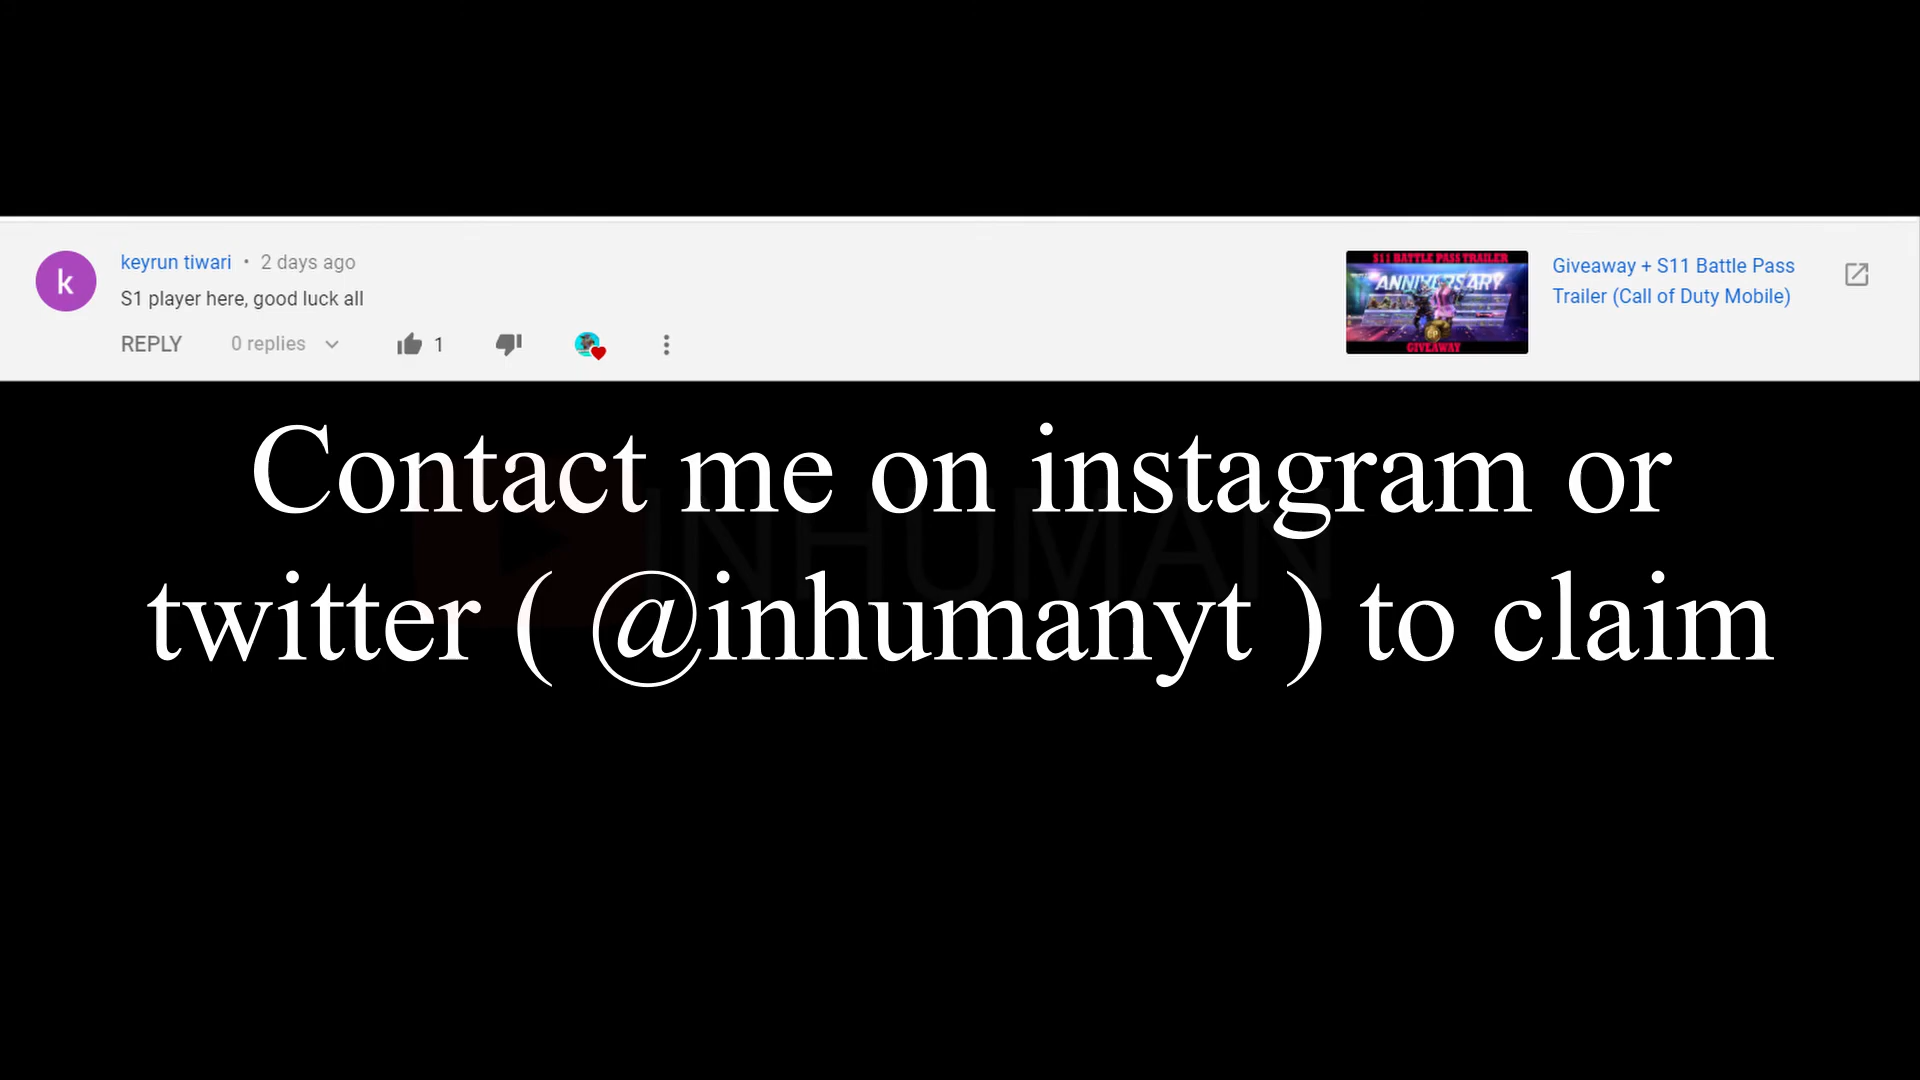 k
keyrun tiwari • 2 days ago
S1 player here, good luck all
REPLY 0 replies 1
S11 BATTLE PASS TRAILER
ANNIVERSARY
GIVEAWAY
Giveaway + S11 Battle Pass
Trailer (Call of Duty Mobile)
Contact me on instagram or
twitter ( @inhumanyt ) to claim
INHUMAN